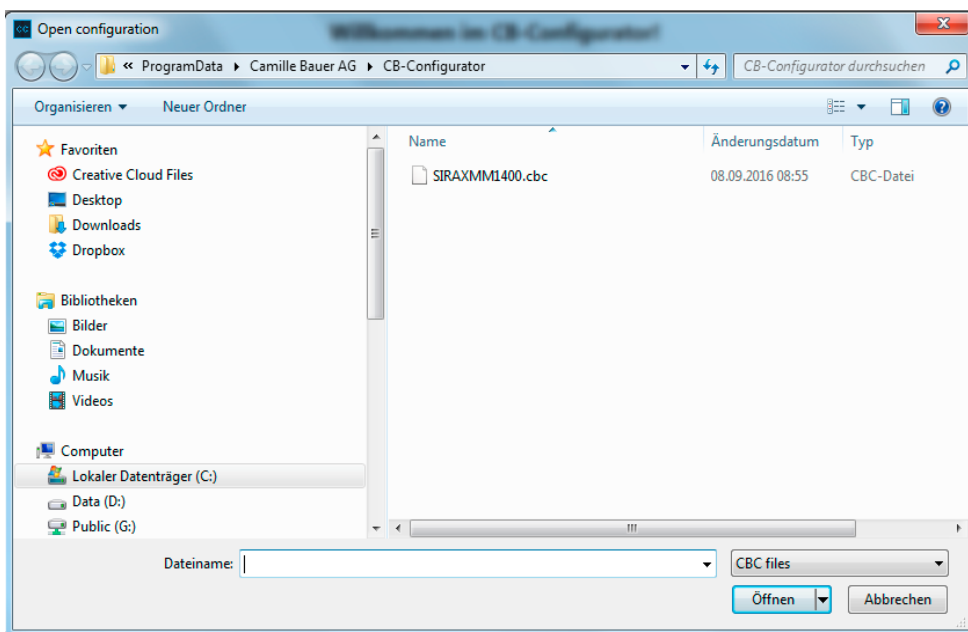 Open configuration
Willkommen im CB-Configurator!
« ProgramData ▸ Camille Bauer AG ▸ CB-Configurator
CB-Configurator durchsuchen
Organisieren Neuer Ordner
Favoriten
Creative Cloud Files
Desktop
Downloads
Dropbox
Bibliotheken
Bilder
Dokumente
Musik
Videos
Computer
Lokaler Datenträger (C:)
Data (D:)
Public (G:)
Name Änderungsdatum Typ
SIRAXMM1400.cbc 08.09.2016 08:55 CBC-Datei
Dateiname:
CBC files
Öffnen Abbrechen